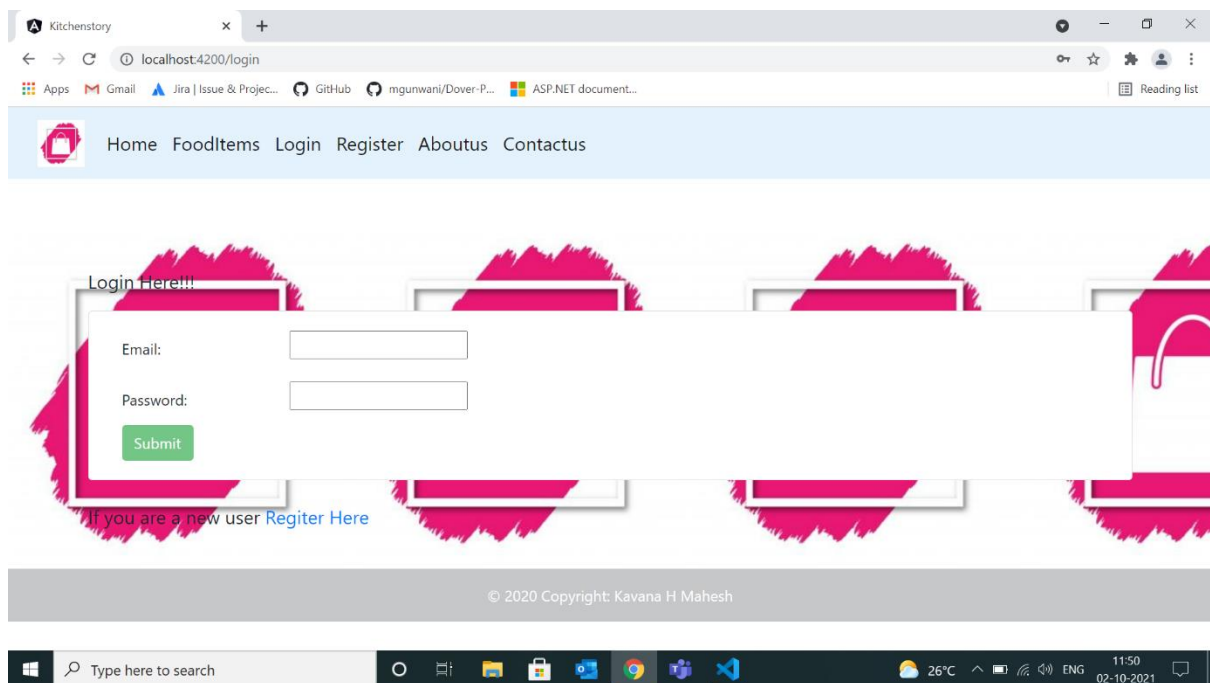 Kitchenstory
localhost:4200/login
Apps Gmail Jira | Issue & Projec... GitHub mgunwani/Dover-P... ASP.NET document... Reading list
Home FoodItems Login Register Aboutus Contactus
Login Here!!!
Email:
Password:
Submit
If you are a new user Regiter Here
© 2020 Copyright: Kavana H Mahesh
Type here to search 26°C ENG 11:50
02-10-2021